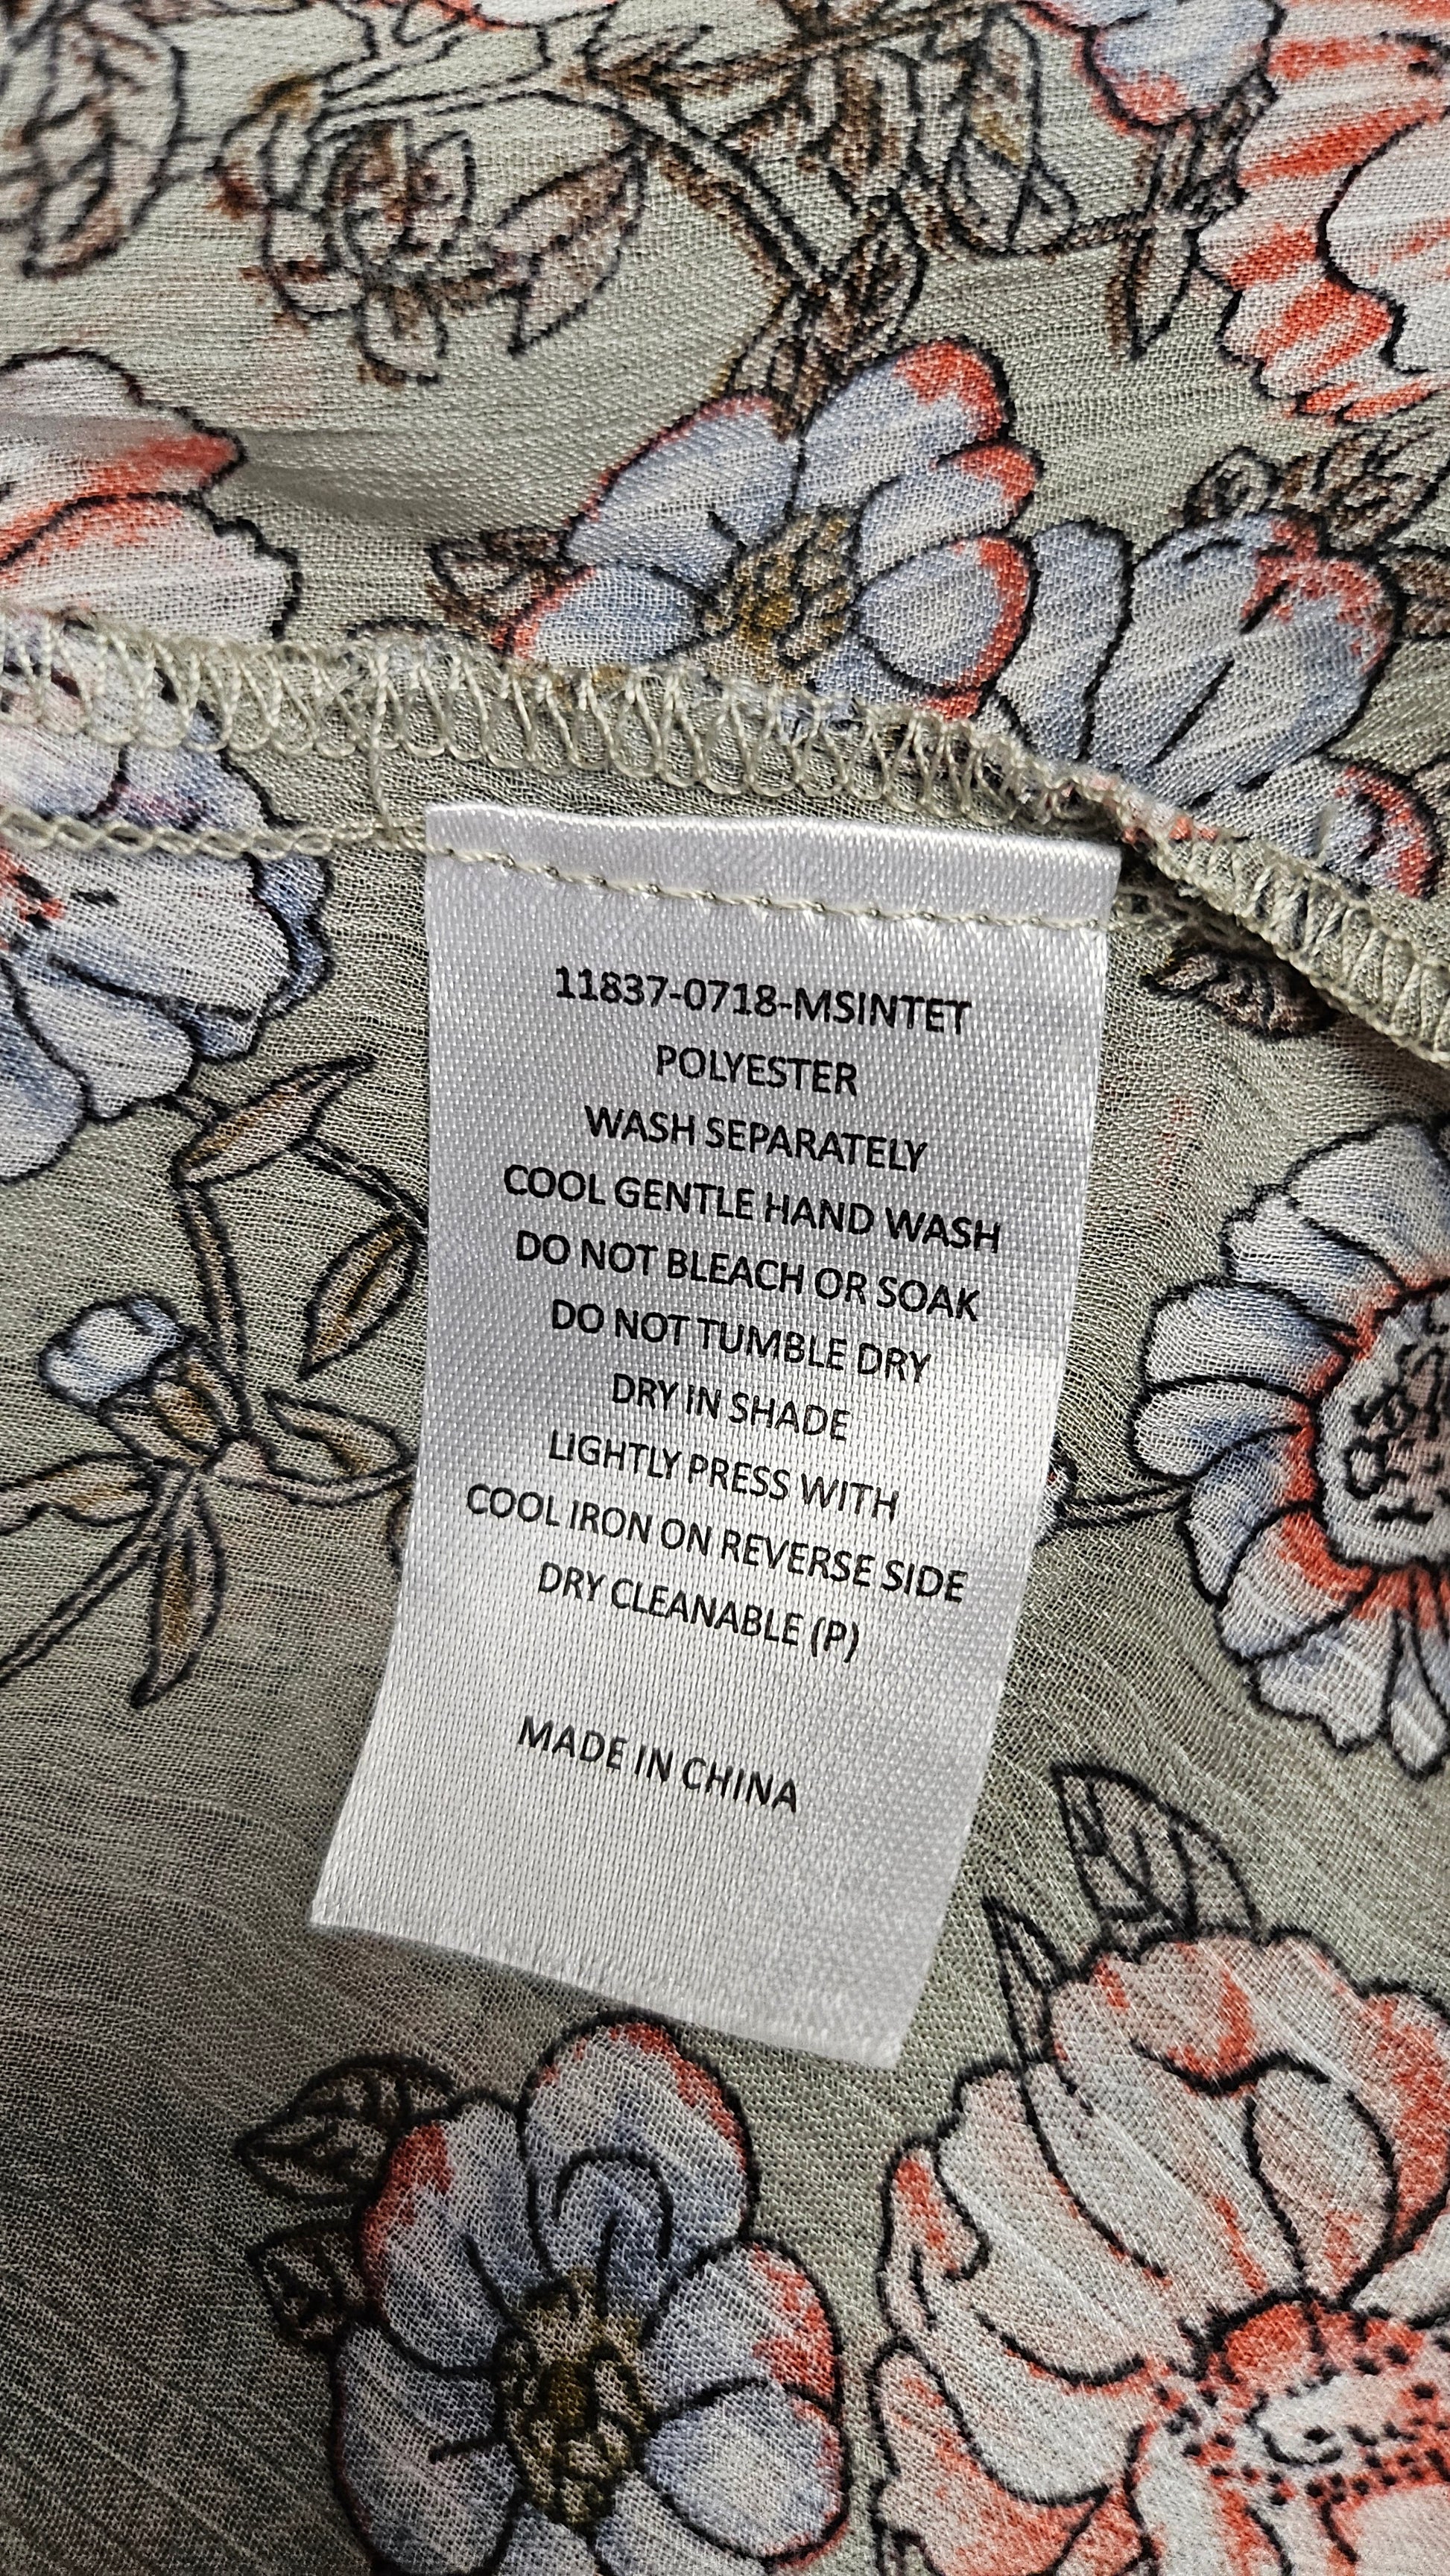 11837-0718-MSINTET
POLYESTER
WASH SEPARATELY
COOL GENTLE HAND WASH
DO NOT BLEACH OR SOAK
DO NOT TUMBLE DRY
DRY IN SHADE
LIGHTLY PRESS WITH
COOL IRON ON REVERSE SIDE
DRY CLEANABLE (P)
MADE IN CHINA